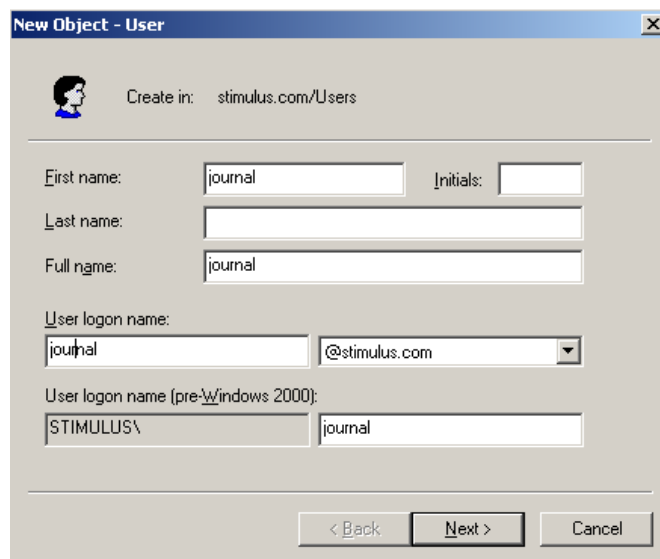 New Object - User
Create in: stimulus.com/Users
First name: journal Initials:
Last name:
Full name: journal
User logon name:
journal @stimulus.com
User logon name (pre-Windows 2000):
STIMULUS\ journal
< Back Next > Cancel